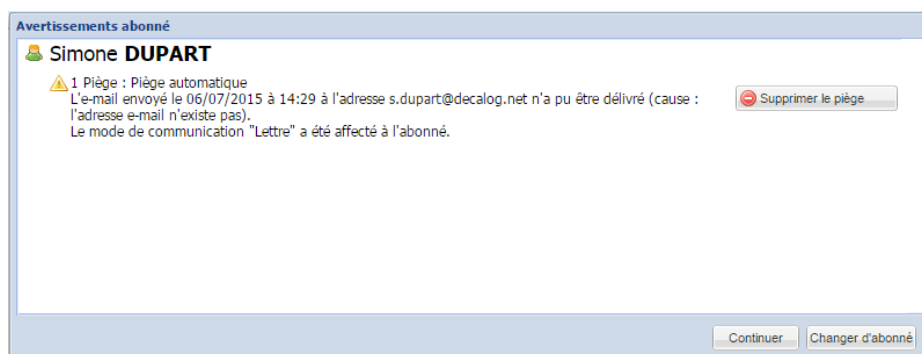 Avertissements abonné
Simone DUPART
1 Piège : Piège automatique
L'e-mail envoyé le 06/07/2015 à 14:29 à l'adresse s.dupart@decalog.net n'a pu être délivré (cause :
l'adresse e-mail n'existe pas).
Le mode de communication "Lettre" a été affecté à l'abonné.
Supprimer le piège
Continuer
Changer d'abonné